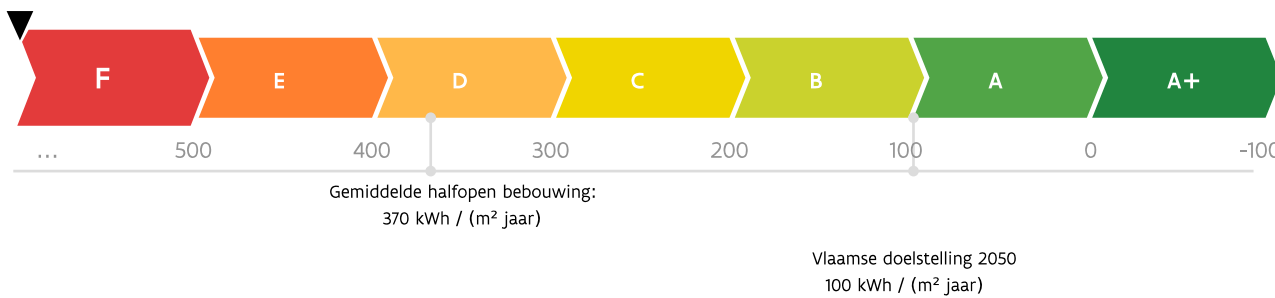 F E D C B A A+
... 500 400 300 200 100 0 -100
Gemiddelde halfopen bebouwing:
370 kWh / (m² jaar)
Vlaamse doelstelling 2050
100 kWh / (m² jaar)